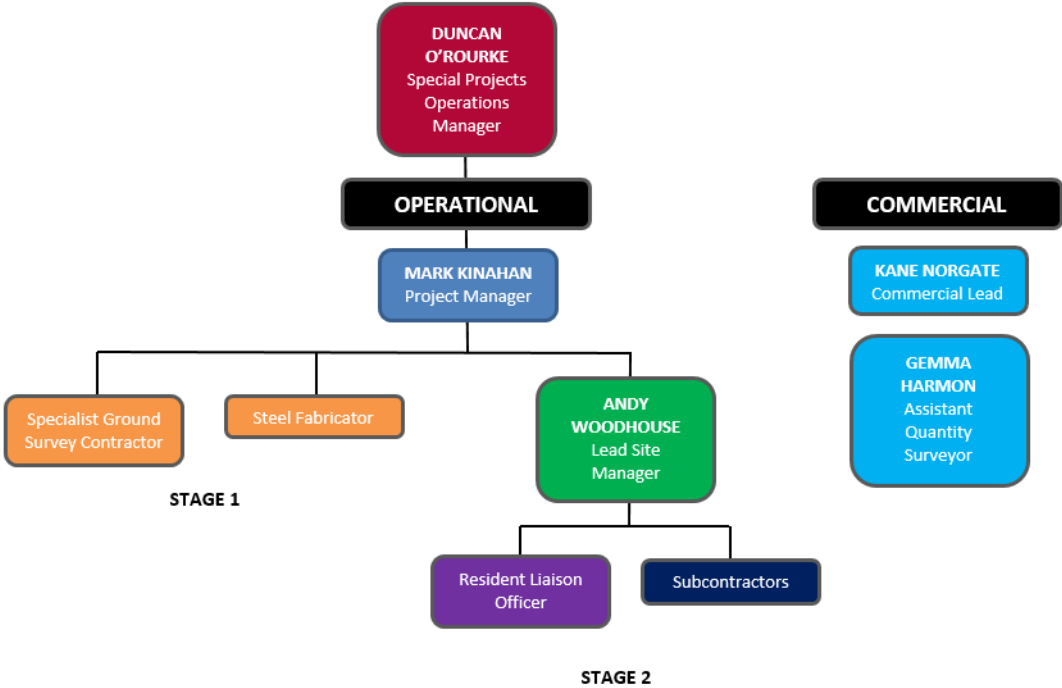 DUNCAN
O'ROURKE
Special Projects
Operations
Manager
OPERATIONAL
COMMERCIAL
MARK KINAHAN
Project Manager
KANE NORGATE
Commercial Lead
GEMMA
HARMON
Assistant
Quantity
Surveyor
Specialist Ground
Survey Contractor
Steel Fabricator
ANDY
WOODHOUSE
Lead Site
Manager
STAGE 1
Resident Liaison
Officer
Subcontractors
STAGE 2